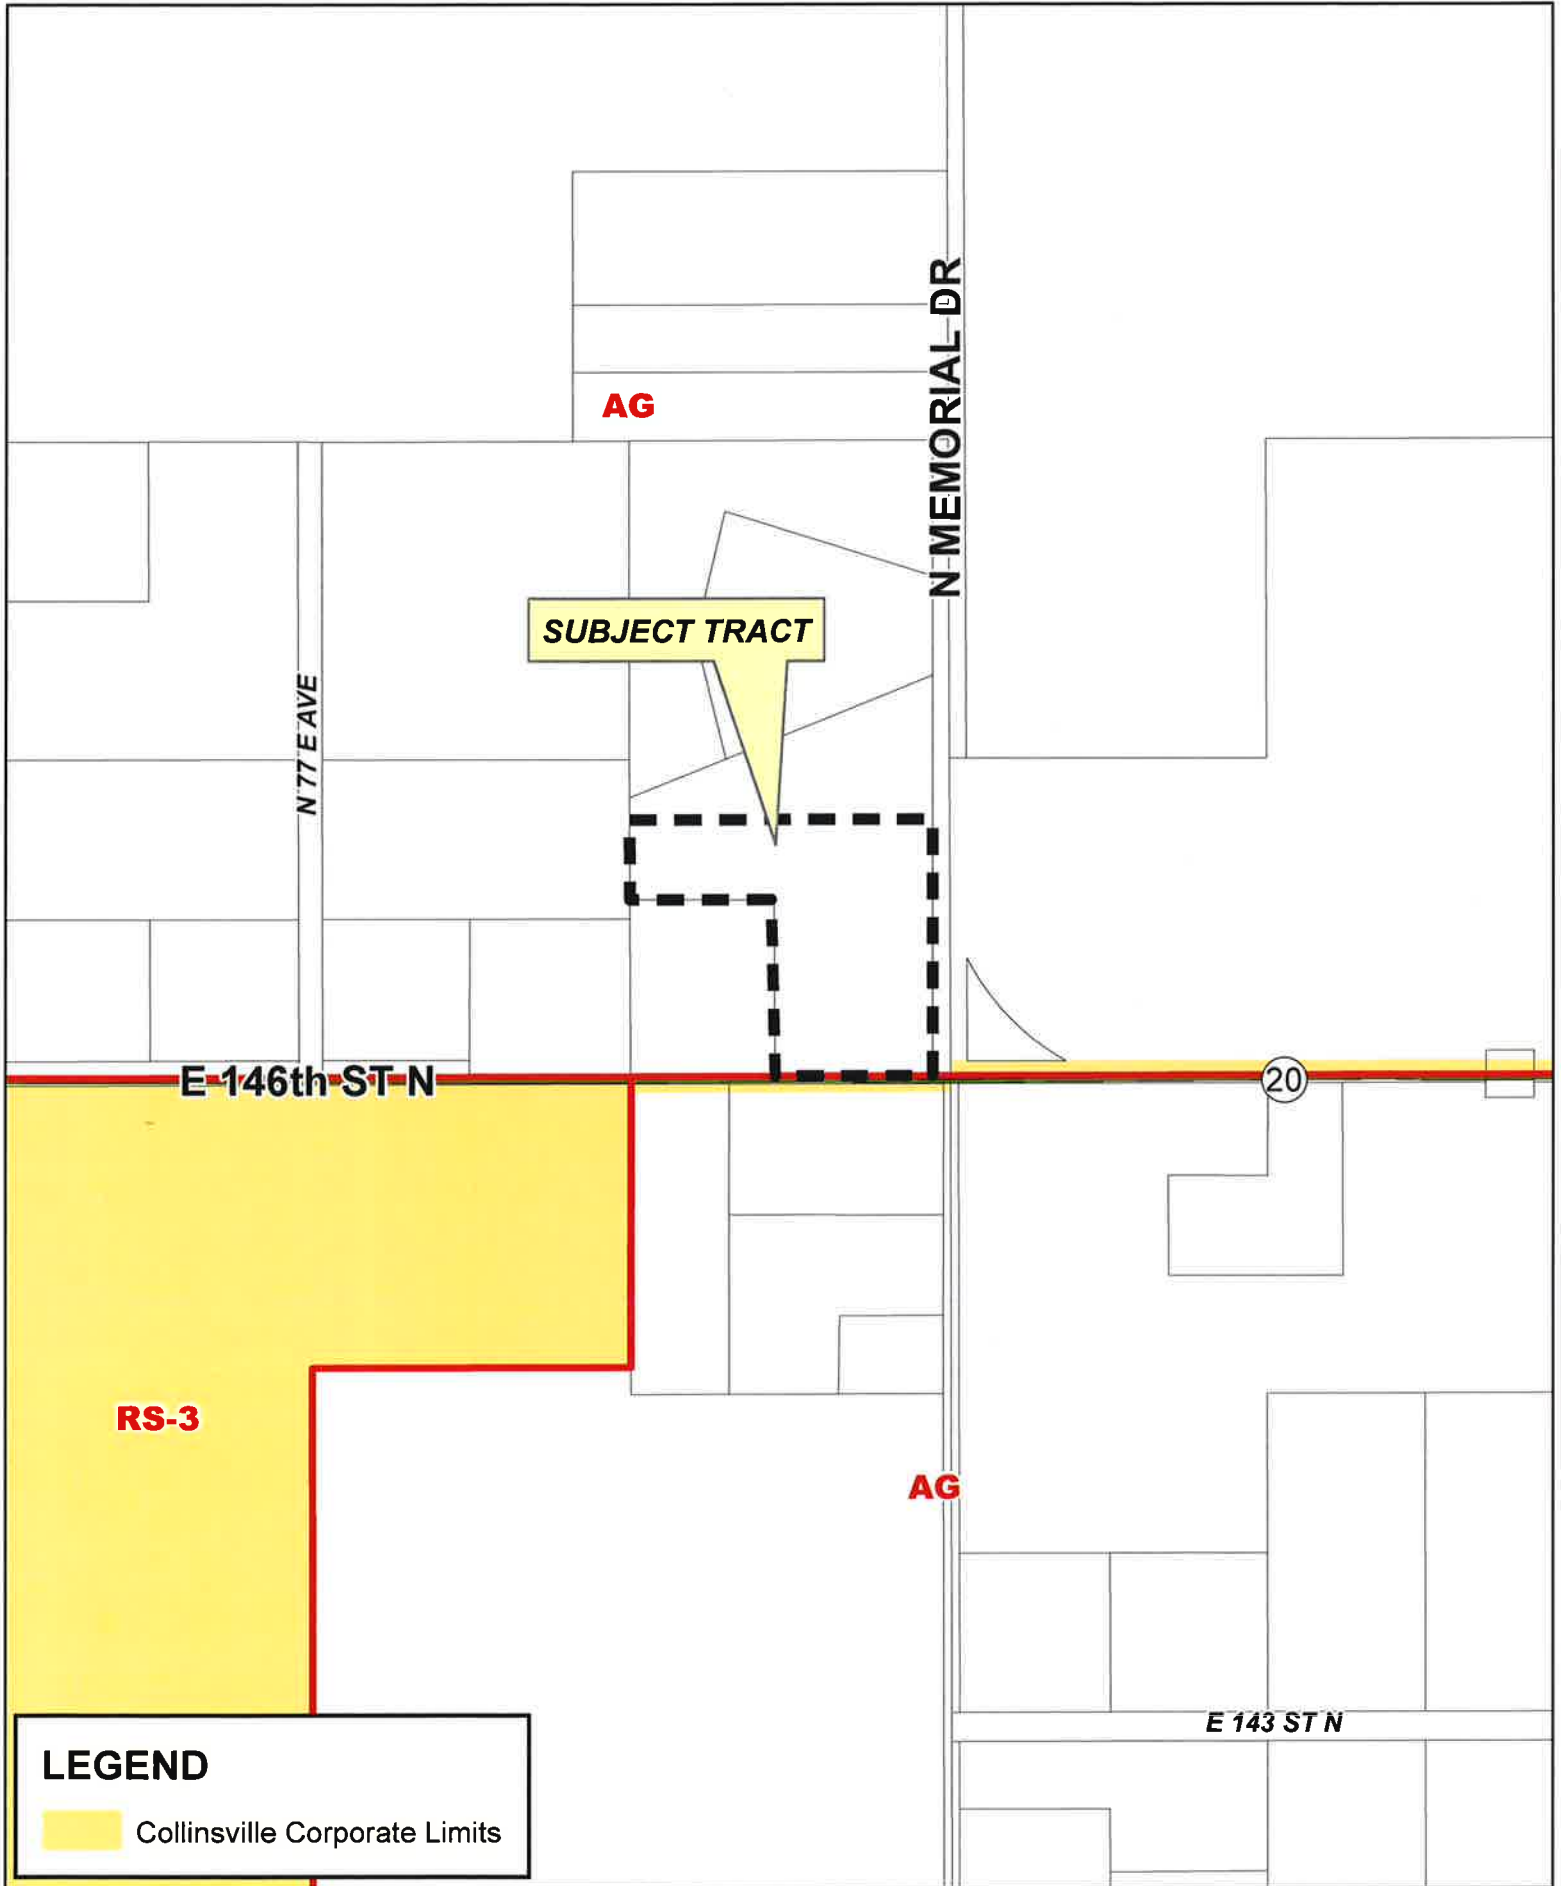 N MEMORIAL DR
AG
SUBJECT TRACT
N 77 E AVE
E 146th ST N
20
RS-3
AG
E 143 ST N
LEGEND
Collinsville Corporate Limits